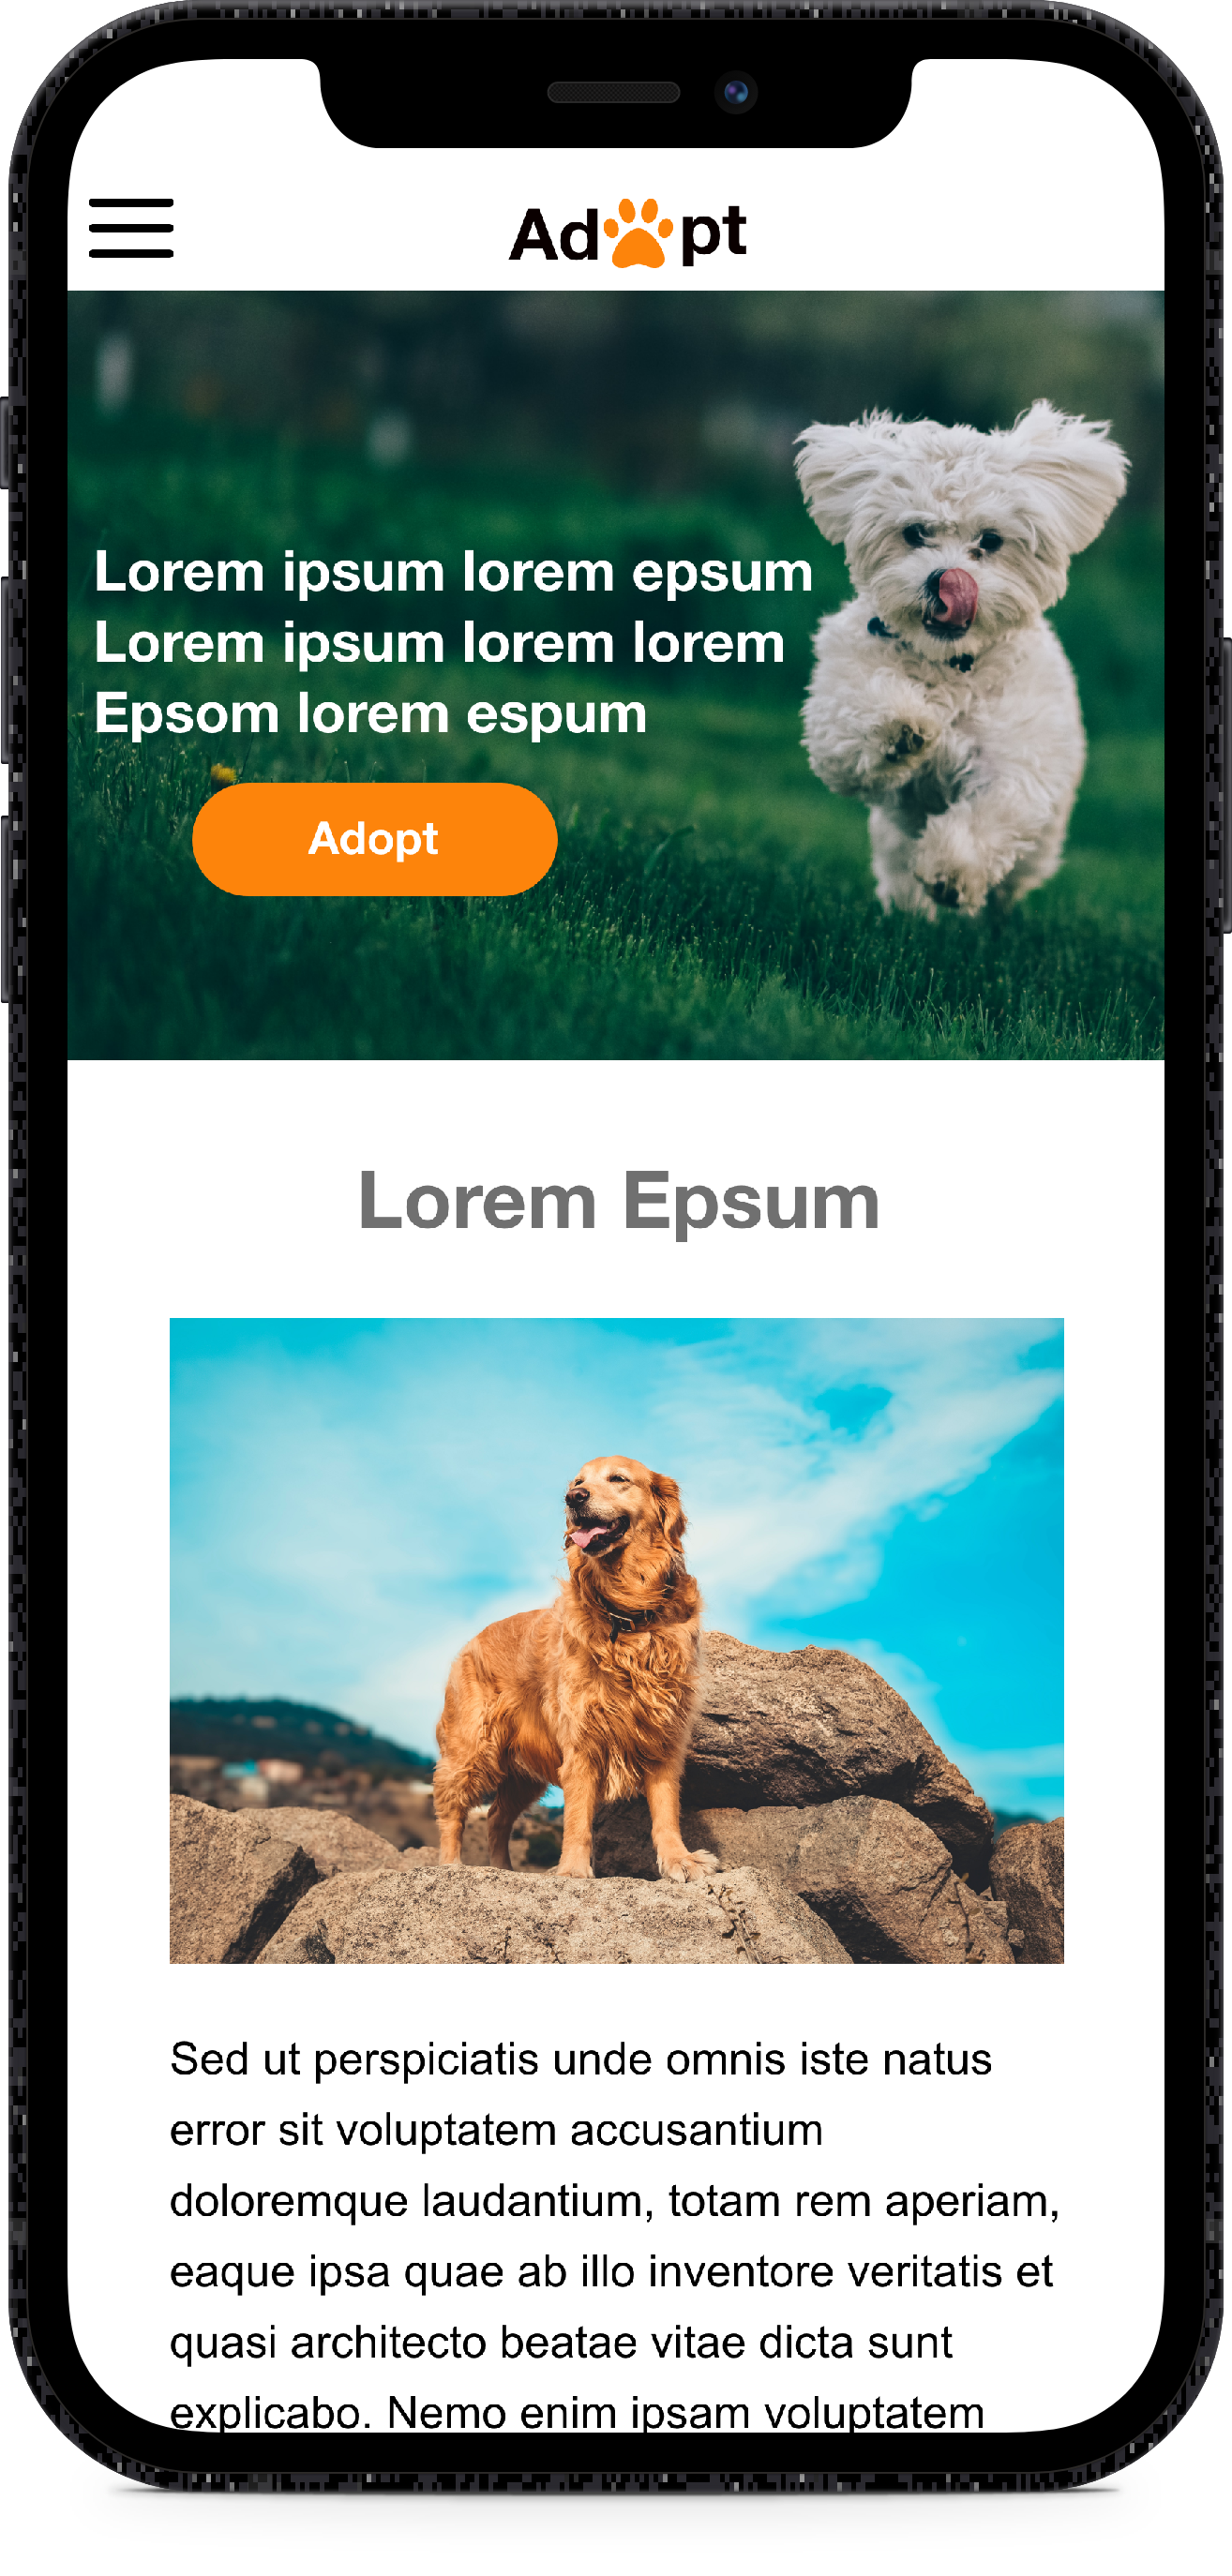 Adopt
Lorem ipsum lorem epsum
Lorem ipsum lorem lorem
Epsom lorem espum
Adopt
Lorem Epsum
Sed ut perspiciatis unde omnis iste natus
error sit voluptatem accusantium
doloremque laudantium, totam rem aperiam,
eaque ipsa quae ab illo inventore veritatis et
quasi architecto beatae vitae dicta sunt
explicabo. Nemo enim ipsam voluptatem